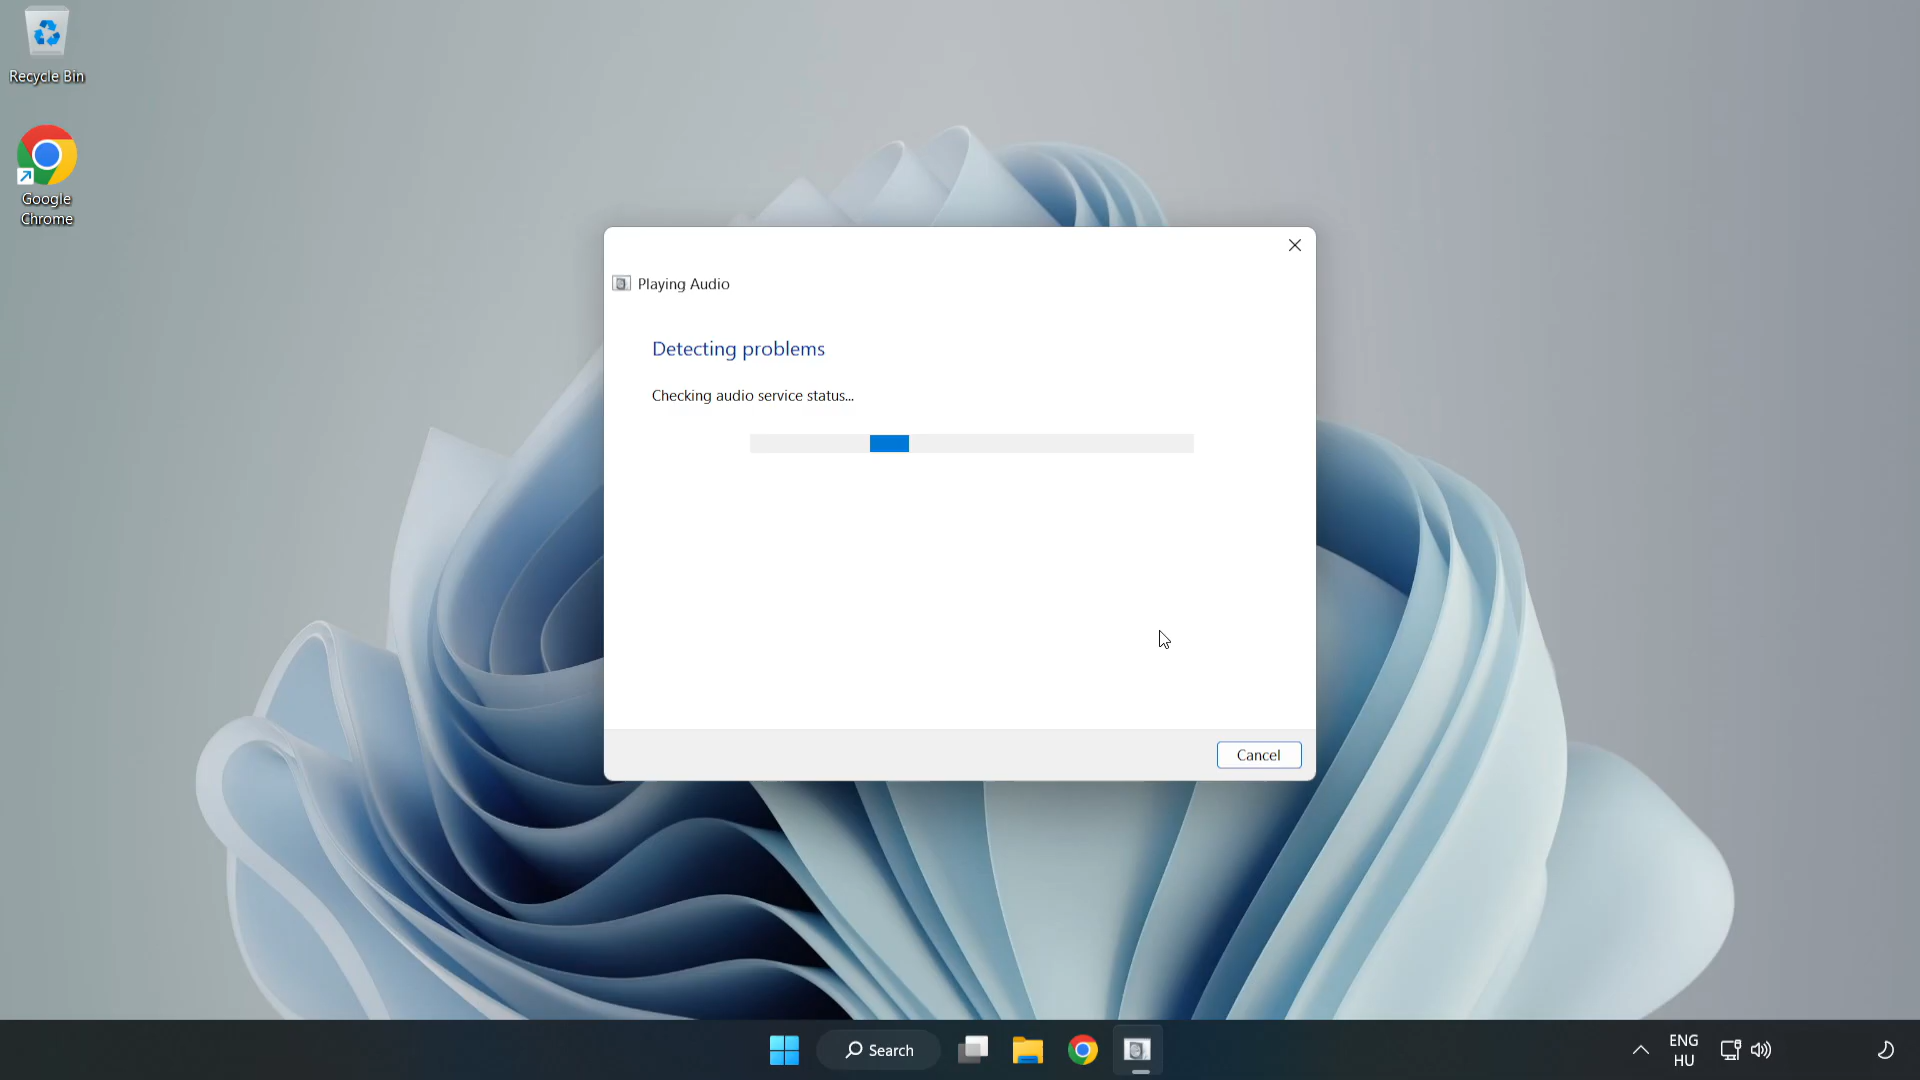 Recycle Bin
Google
Chrome
Playing Audio
Detecting problems
Checking audio service status...
Cancel
Search
ENG
HU